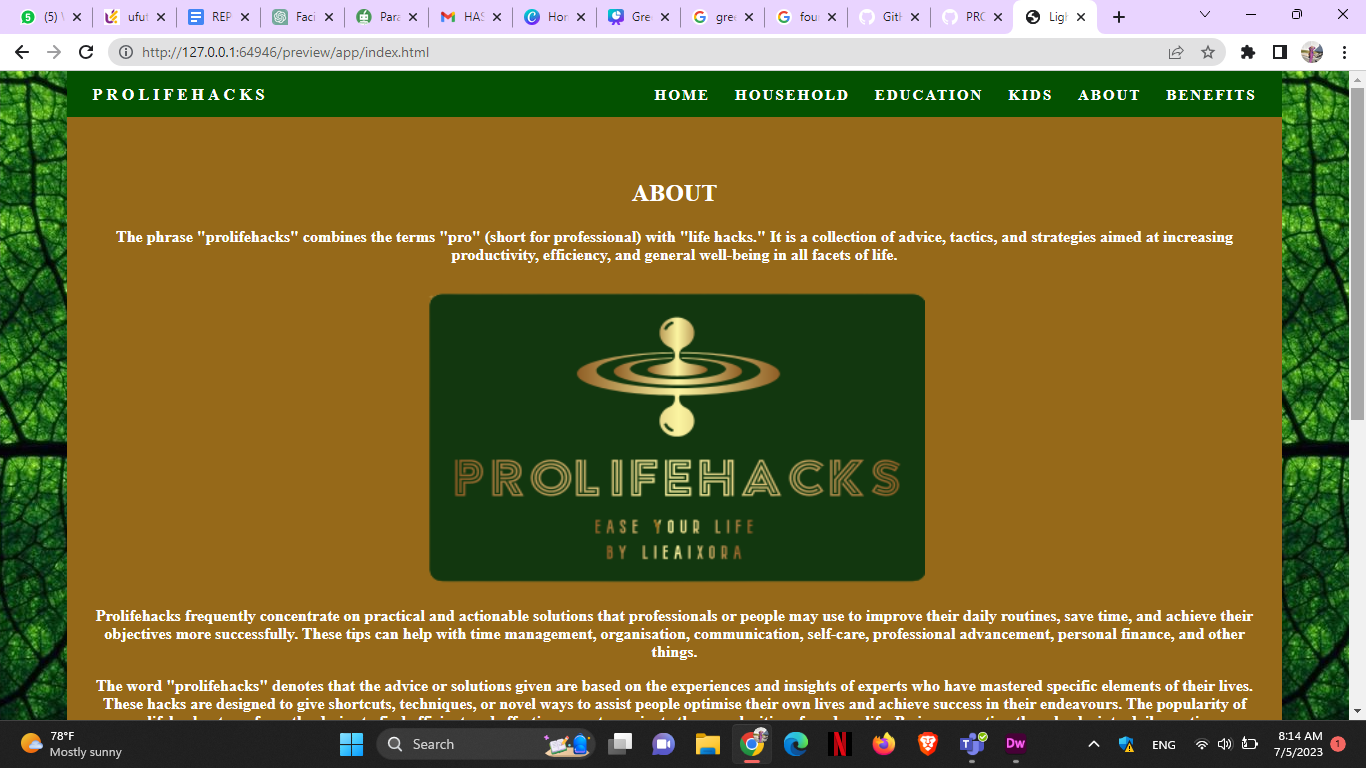 (5) V
ufut
REP
Faci
Para
HAS
Hor
Gre
gree
fou
Gith
PRO
Ligh
http://127.0.0.1:64946/preview/app/index.html
PROLIFEHACKS
HOME HOUSEHOLD EDUCATION KIDS ABOUT BENEFITS
ABOUT
The phrase "prolifehacks" combines the terms "pro" (short for professional) with "life hacks." It is a collection of advice, tactics, and strategies aimed at increasing
productivity, efficiency, and general well-being in all facets of life.
PROLIFEHACKS
EASE YOUR LIFE
BY LIEAIXORA
Prolifehacks frequently concentrate on practical and actionable solutions that professionals or people may use to improve their daily routines, save time, and achieve their
objectives more successfully. These tips can help with time management, organisation, communication, self-care, professional advancement, personal finance, and other
things.
The word "prolifehacks" denotes that the advice or solutions given are based on the experiences and insights of experts who have mastered specific elements of their lives.
These hacks are designed to give shortcuts, techniques, or novel ways to assist people optimise their own lives and achieve success in their endeavours. The popularity of
78°F
Mostly sunny
Search
Dw
ENG
8:14 AM
7/5/2023
1